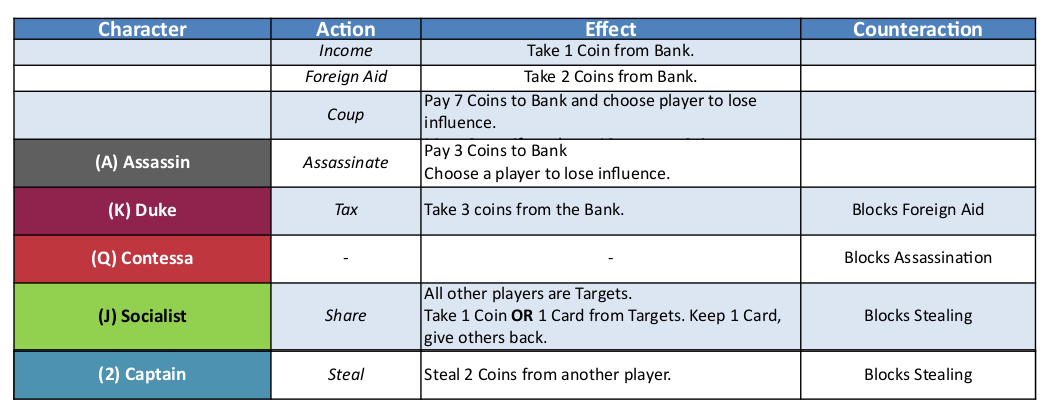 Character Action Effect Counteraction
Income Take 1 Coin from Bank.
Foreign Aid Take 2 Coins from Bank.
Coup Pay 7 Coins to Bank and choose player to lose
influence.
(A) Assassin Assassinate Pay 3 Coins to Bank
Choose a player to lose influence.
(K) Duke Tax Take 3 coins from the Bank. Blocks Foreign Aid
(Q) Contessa - - Blocks Assassination
(J) Socialist Share All other players are Targets.
Take 1 Coin OR 1 Card from Targets. Keep 1 Card,
give others back.
Blocks Stealing
(2) Captain Steal Steal 2 Coins from another player. Blocks Stealing